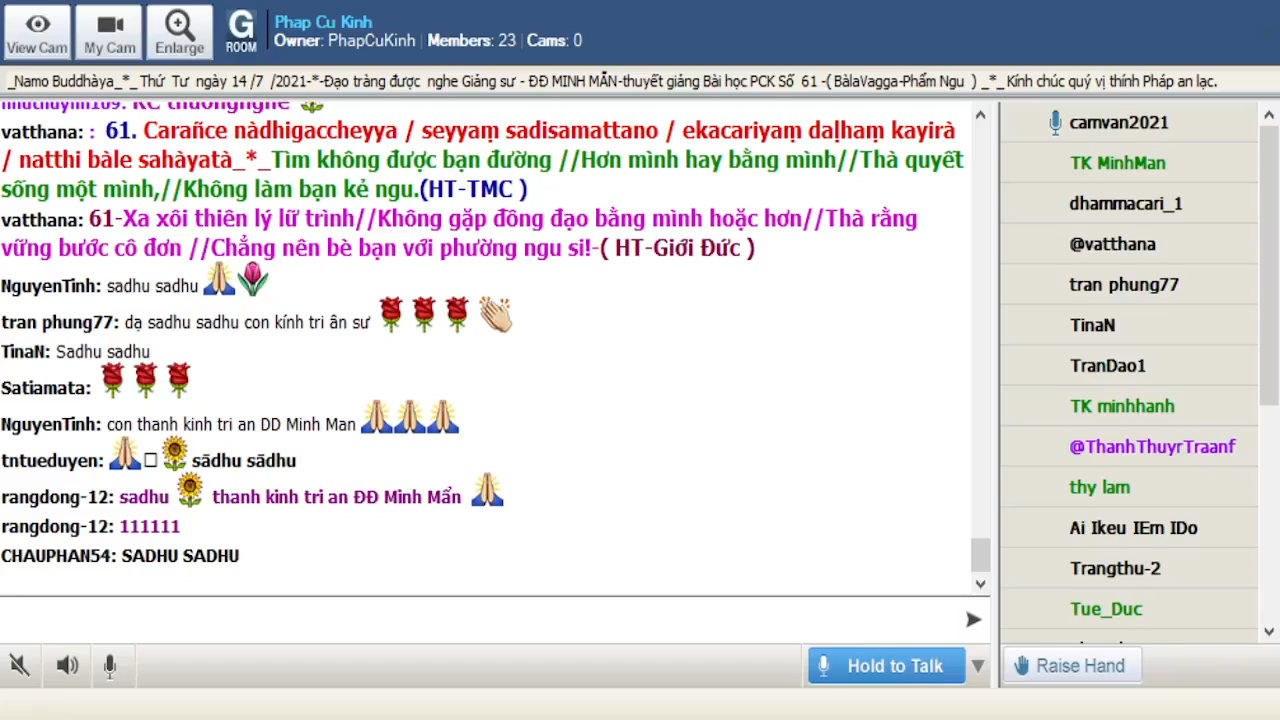 View Cam
My Cam
Enlarge
G
ROOM
Phap Cu Kinh
Owner: PhapCuKinh | Members: 23 | Cams: 0
_Namo Buddhàya_*_ Thứ Tư ngày 14 /7 /2021-*-Đạo tràng được nghe Giảng sư - ĐĐ MINH MẪN-thuyết giảng Bài học PCK Số 61 -( BàlaVagga-Phẩm Ngu ) _*_ Kính chúc quý vị thính Pháp an lạc.
vatthana: : 61. Carañce nàdhigaccheyya / seyyaṃ sadisamattano / ekacariyaṃ daḷhaṃ kayirà
/ natthi bàle sahàyatà_*_Tìm không được bạn đường //Hơn mình hay bằng mình//Thà quyết
sống một mình,//Không làm bạn kẻ ngu.(HT-TMC )
vatthana: 61-Xa xôi thiên lý lữ trình//Không gặp đồng đạo bằng mình hoặc hơn//Thà rằng
vững bước cô đơn //Chẳng nên bè bạn với phường ngu si!-( HT-Giới Đức )
NguyenTinh: sadhu sadhu
tran phung77: dạ sadhu sadhu con kính tri ân sư
TinaN: Sadhu sadhu
Satiamata:
NguyenTinh: con thanh kinh tri an DD Minh Man
tntueduyen: sādhu sādhu
rangdong-12: sadhu thanh kinh tri an ĐĐ Minh Mẩn
rangdong-12: 111111
CHAUPHAN54: SADHU SADHU
camvan2021
TK MinhMan
dhammacari_1
@vatthana
tran phung77
TinaN
TranDao1
TK minhhanh
@ThanhThuyrTraanf
thy lam
Ai Ikeu IEm IDo
Trangthu-2
Tue_Duc
Hold to Talk
Raise Hand